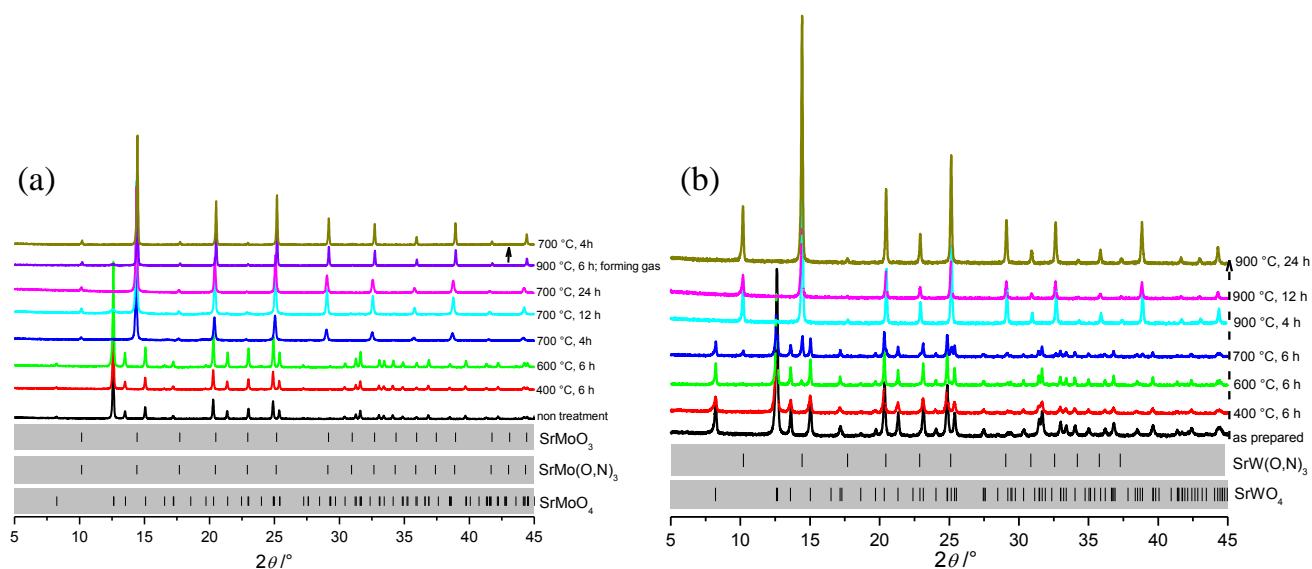 (a)
700 °C, 4h
900 °C, 6 h; forming gas
700 °C, 24 h
700 °C, 12 h
700 °C, 4h
600 °C, 6 h
400 °C, 6 h
non treatment
SrMoO3
SrMo(O,N)3
SrMoO4
5 10 15 20 25 30 35 40 45
2θ /°
(b)
900 °C, 24 h
900 °C, 12 h
900 °C, 4 h
700 °C, 6 h
600 °C, 6 h
400 °C, 6 h
as prepared
SrW(O,N)3
SrWO4
5 10 15 20 25 30 35 40 45
2θ /°